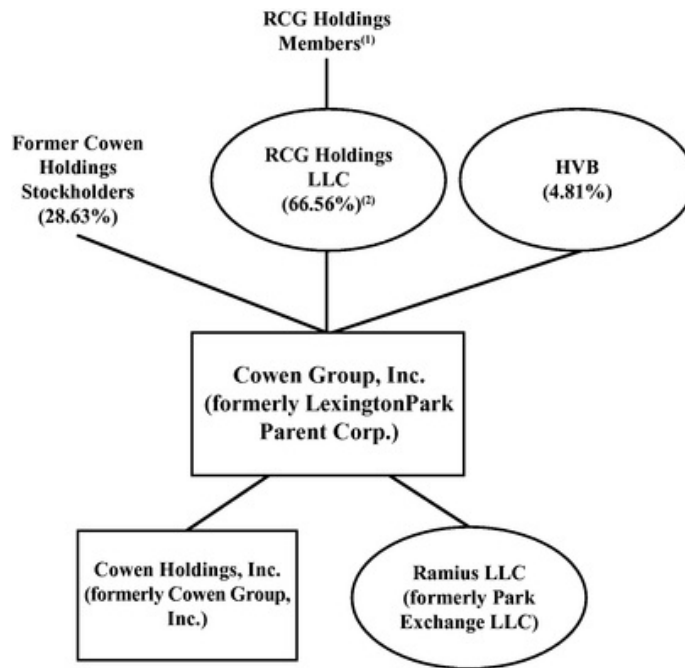 RCG Holdings
Members(1)
Former Cowen
Holdings
Stockholders
(28.63%)
RCG Holdings
LLC
(66.56%)(2)
HVB
(4.81%)
Cowen Group, Inc.
(formerly LexingtonPark
Parent Corp.)
Cowen Holdings, Inc.
(formerly Cowen Group,
Inc.)
Ramius LLC
(formerly Park
Exchange LLC)